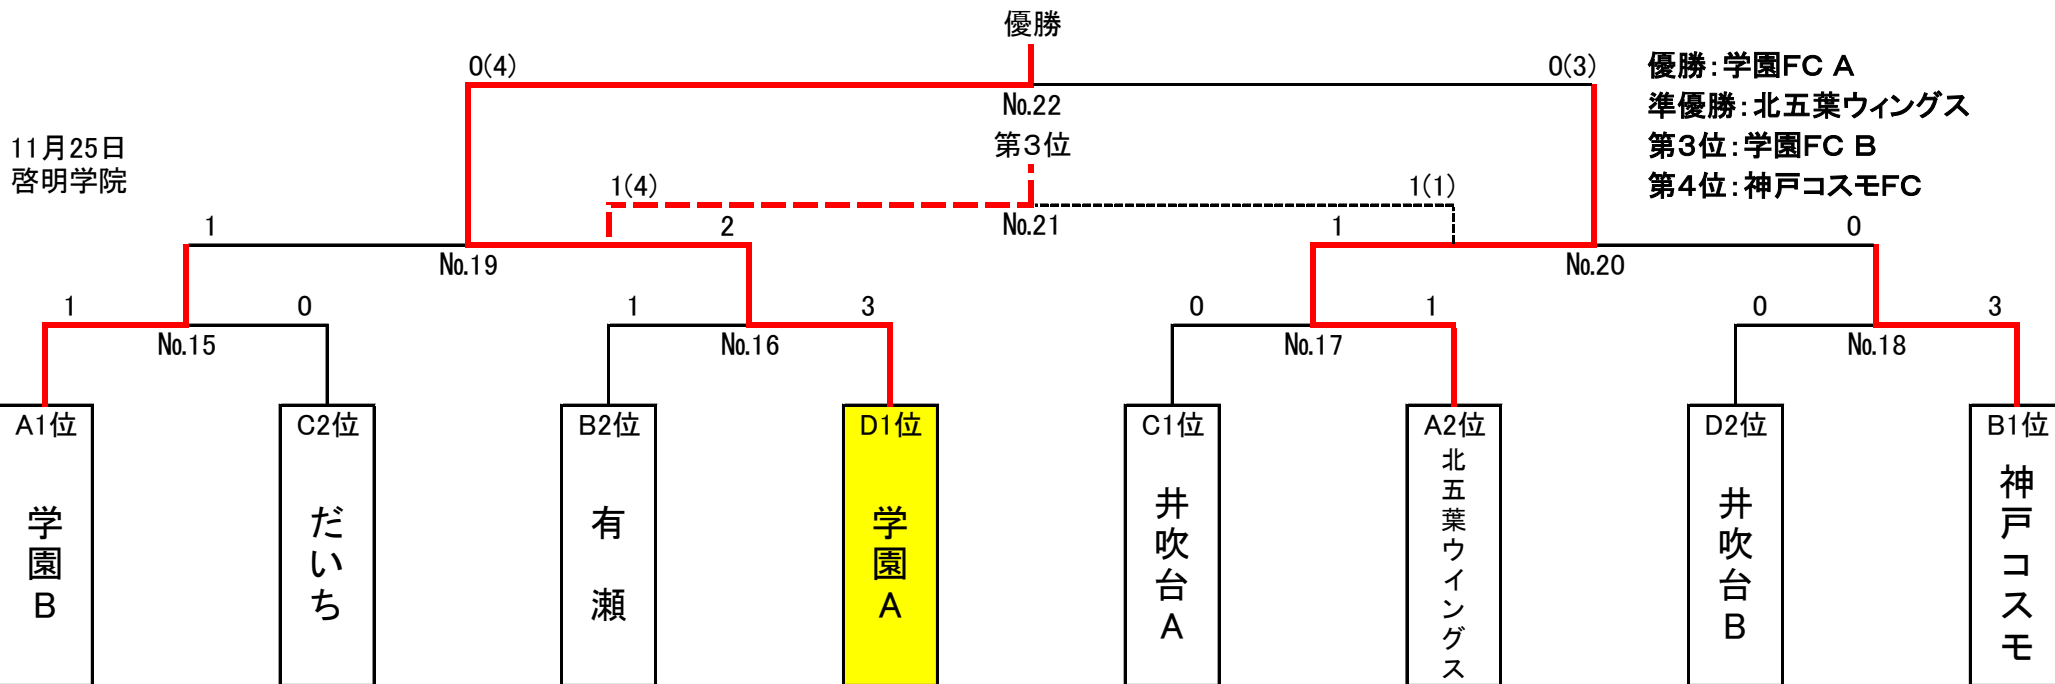 優勝
0(4)
0(3)
優勝：学園FC A
No.22
準優勝：北五葉ウィングス
11月25日
啓明学院
第３位
第３位：学園FC B
1(4)
1(1)
第４位：神戸コスモFC
1
2
No.21
1
0
No.19
No.20
1
0
1
3
0
1
0
3
No.15
No.16
No.17
No.18
A1位
C2位
B2位
D1位
C1位
A2位
D2位
B1位
学園B
だいち
有瀬
学園A
井吹台A
北五葉ウイングス
井吹台B
神戸コスモ